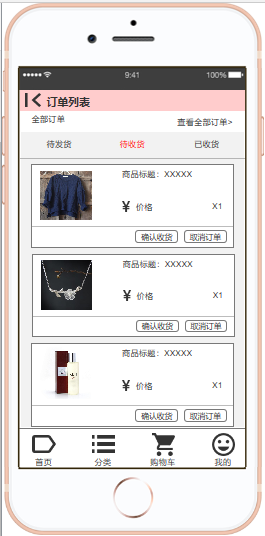 9:41 100%
订单列表
全部订单 查看全部订单>
待发货 待收货 已收货
商品标题：XXXXX
¥ 价格 X1
确认收货 取消订单
商品标题：XXXXX
¥ 价格 X1
确认收货 取消订单
商品标题：XXXXX
¥ 价格 X1
确认收货 取消订单
首页 分类 购物车 我的